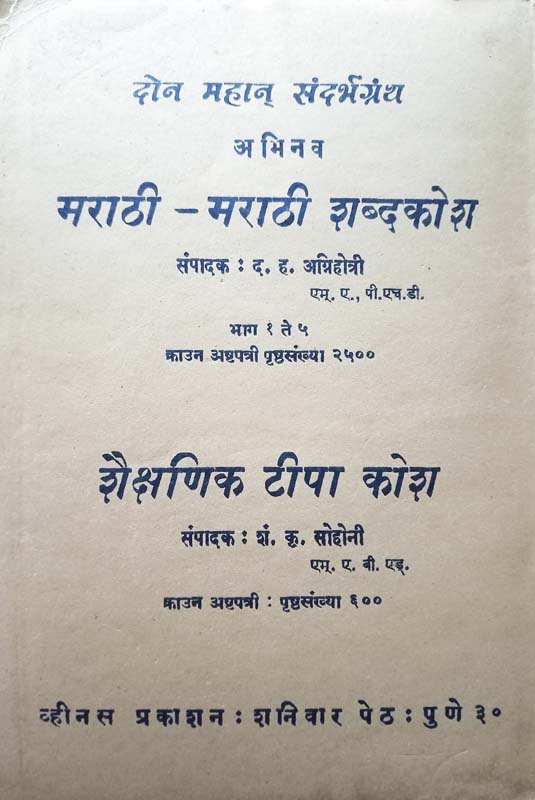 दोन महान् संदर्भग्रंथ
अभिनव
मराठी – मराठी शब्दकोश
संपादक : द. ह. अग्निहोत्री
एम्. ए., पी.एच.डी.
भाग १ ते ५
क्राउन अष्टपत्री पृष्ठसंख्या २५००
शैक्षणिक टीपा कोश
संपादक : शं. कृ. सोहोनी
एम्. ए. बी. एड्.
क्राउन अष्टपत्री : पृष्ठसंख्या ६००
व्हीनस प्रकाशन : शनिवार पेठ : पुणे ३०